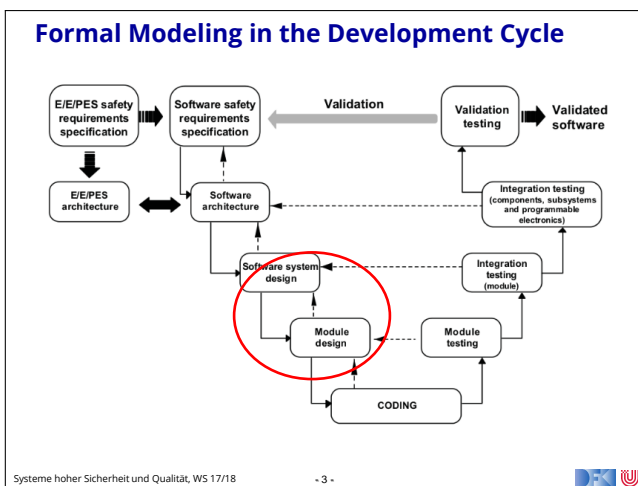 Formal Modeling in the Development Cycle
E/E/PES safety
requirements
specification
Software safety
requirements
specification
Validation
Validation
testing
Validated
software
E/E/PES
architecture
Software
architecture
Integration testing
(components, subsystems
and programmable
electronics)
Software system
design
Integration
testing
(module)
Module
design
Module
testing
CODING
Systeme hoher Sicherheit und Qualität, WS 17/18
- 3 -